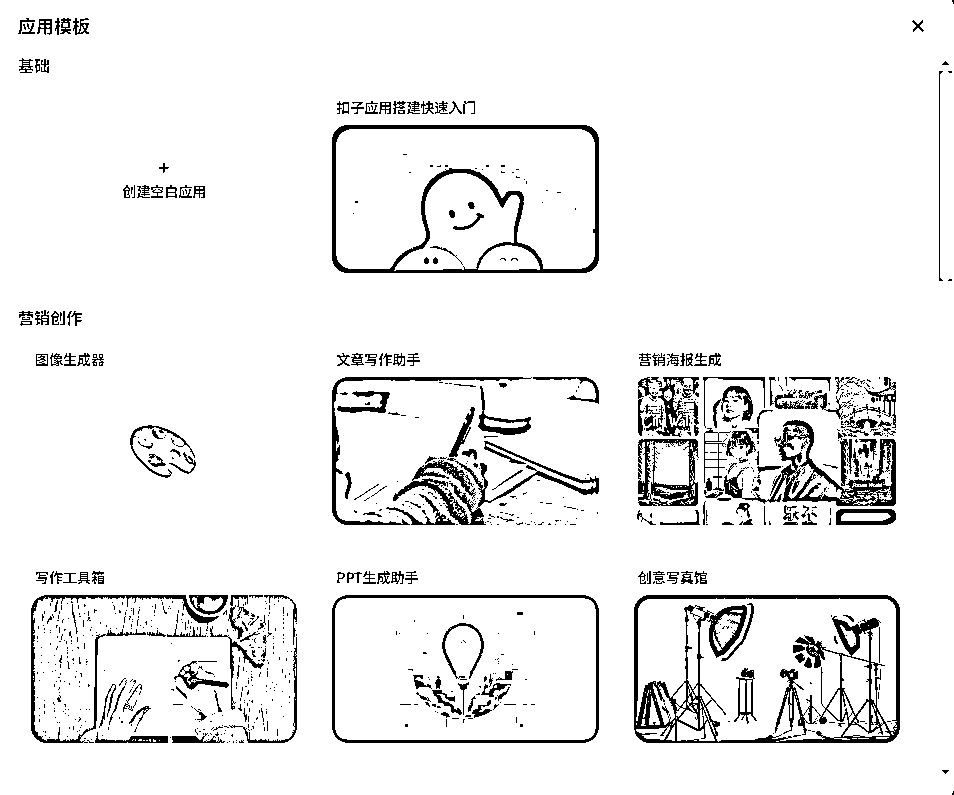 应用模板
基础
扣子应用搭建快速入门
+
创建空白应用
营销创作
图像生成器
文章写作助手
营销海报生成
写作工具箱
PPT生成助手
创意写真馆